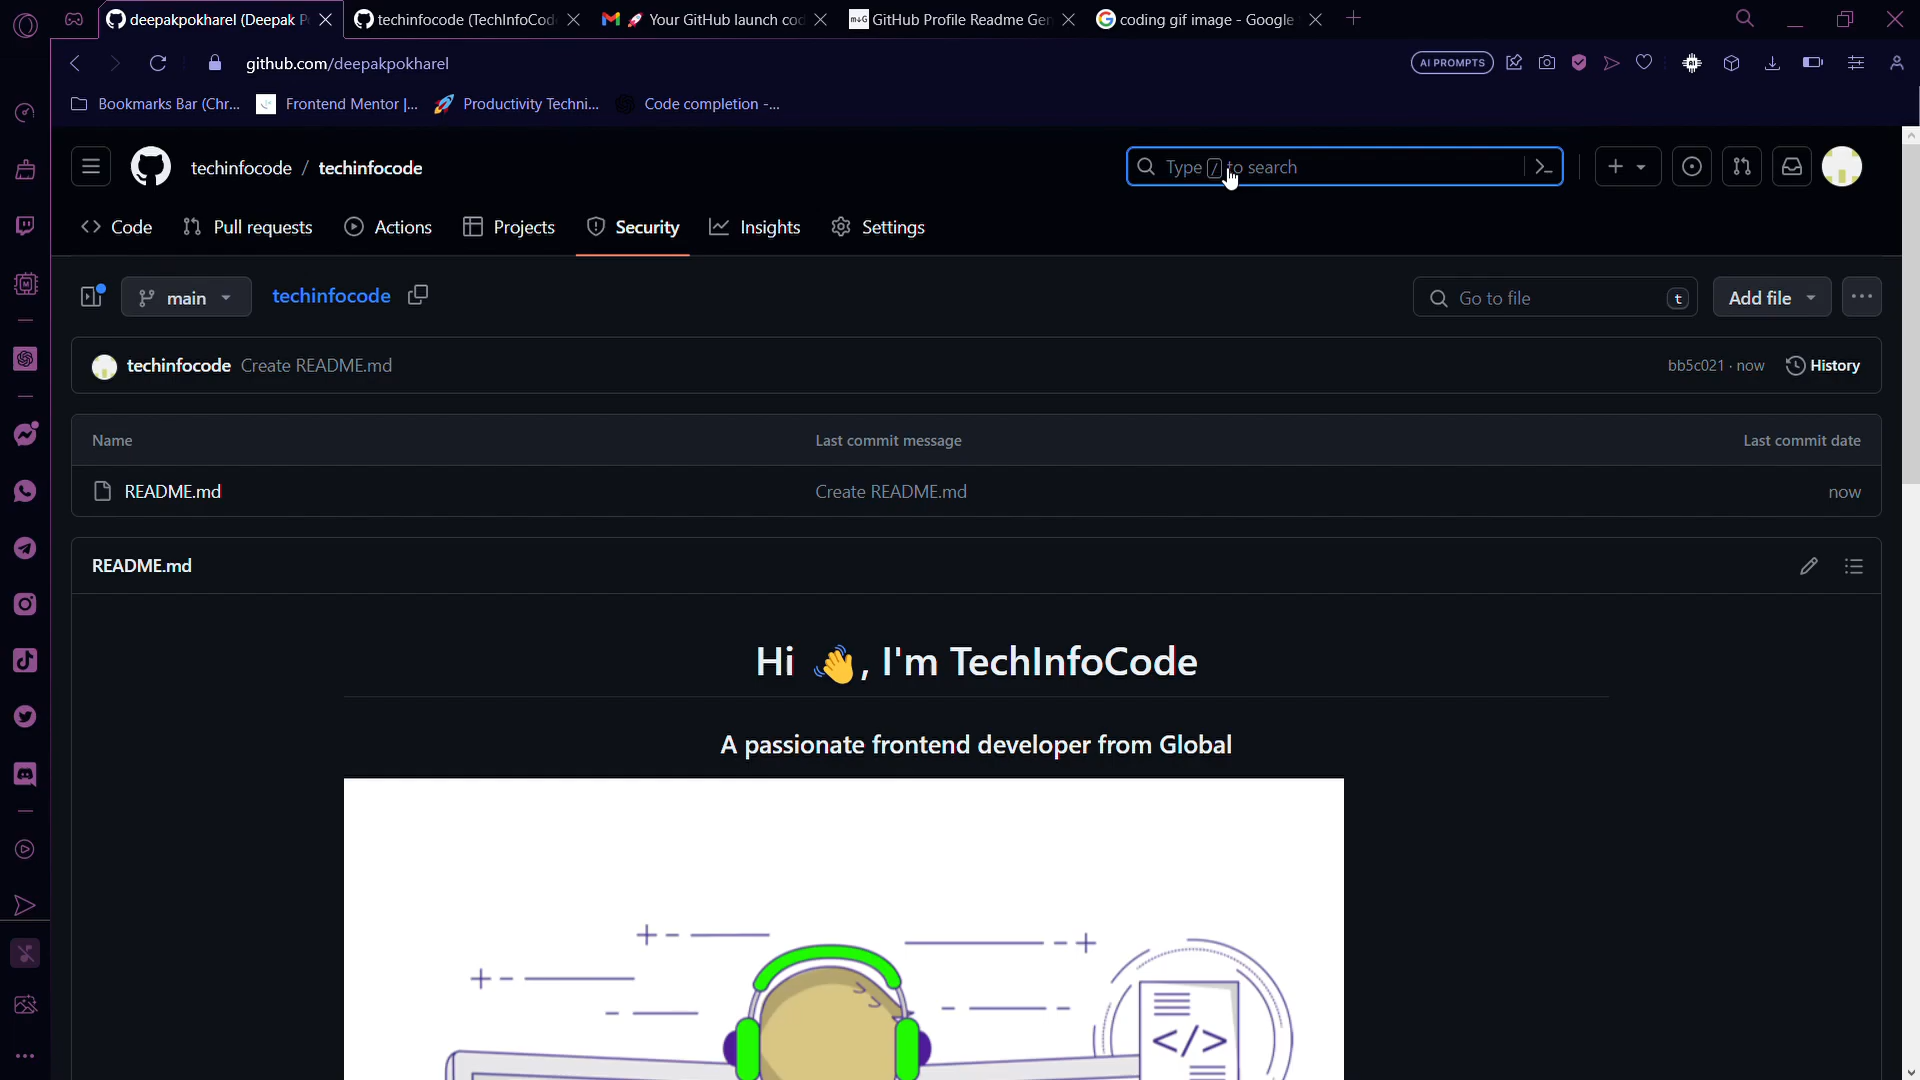 deepakpokharel (Deepak P
techinfocode (TechInfoCod
Your GitHub launch cod
GitHub Profile Readme Gen
coding gif image - Google
github.com/deepakpokharel
AI PROMPTS
Bookmarks Bar (Chr...
Frontend Mentor |...
Productivity Techni...
Code completion -...
techinfocode / techinfocode
Type / to search
Code
Pull requests
Actions
Projects
Security
Insights
Settings
main
techinfocode
Go to file
t
Add file
techinfocode Create README.md
bb5c021 · now
History
Name
Last commit message
Last commit date
README.md
Create README.md
now
README.md
Hi 👋, I'm TechInfoCode
A passionate frontend developer from Global
</>